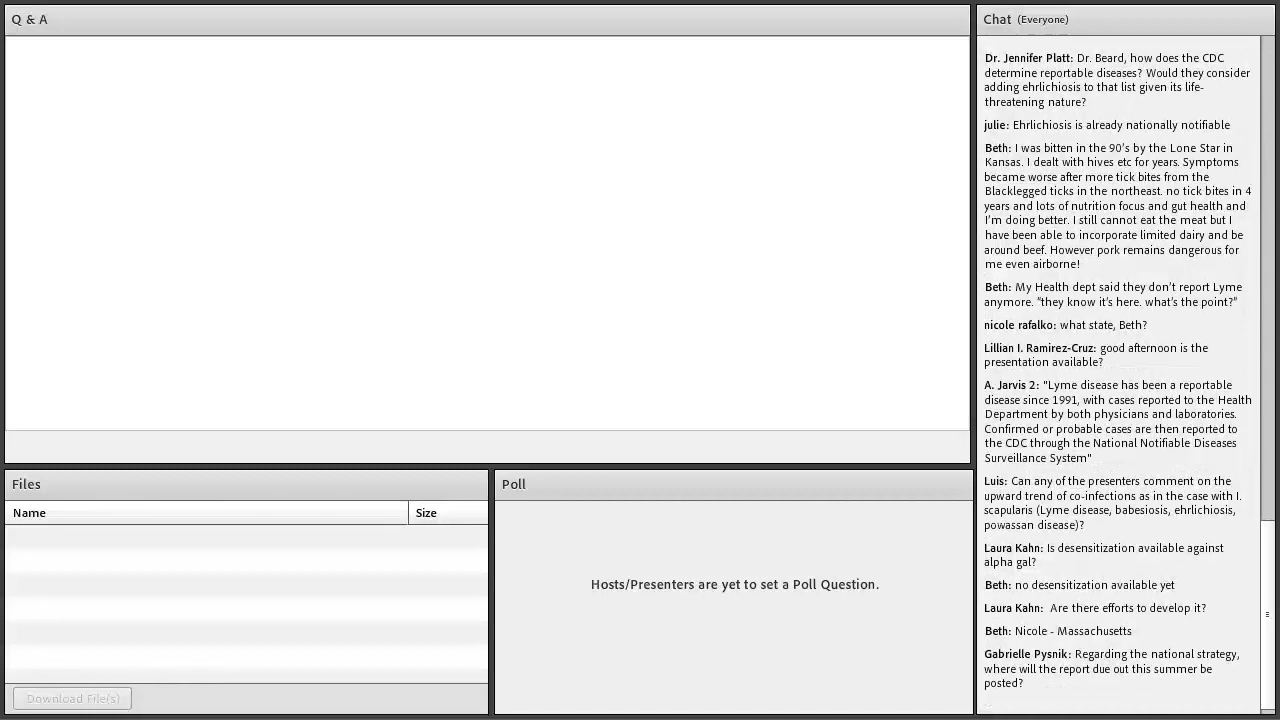 Q & A
Chat (Everyone)
Dr. Jennifer Platt: Dr. Beard, how does the CDC
determine reportable diseases? Would they consider
adding ehrlichiosis to that list given its life-
threatening nature?
julie: Ehrlichiosis is already nationally notifiable
Beth: I was bitten in the 90's by the Lone Star in
Kansas. I dealt with hives etc for years. Symptoms
became worse after more tick bites from the
Blacklegged ticks in the northeast. no tick bites in 4
years and lots of nutrition focus and gut health and
I'm doing better. I still cannot eat the meat but I
have been able to incorporate limited dairy and be
around beef. However pork remains dangerous for
me even airborne!
Beth: My Health dept said they don't report Lyme
anymore. "they know it's here. what's the point?"
nicole rafalko: what state, Beth?
Lillian I. Ramirez-Cruz: good afternoon is the
presentation available?
A. Jarvis 2: "Lyme disease has been a reportable
disease since 1991, with cases reported to the Health
Department by both physicians and laboratories.
Confirmed or probable cases are then reported to
the CDC through the National Notifiable Diseases
Surveillance System"
Luis: Can any of the presenters comment on the
upward trend of co-infections as in the case with I.
scapularis (Lyme disease, babesiosis, ehrlichiosis,
powassan disease)?
Laura Kahn: Is desensitization available against
alpha gal?
Beth: no desensitization available yet
Laura Kahn: Are there efforts to develop it?
Beth: Nicole - Massachusetts
Gabrielle Pysnik: Regarding the national strategy,
where will the report due out this summer be
posted?
Files
Name Size
Download File(s)
Poll
Hosts/Presenters are yet to set a Poll Question.